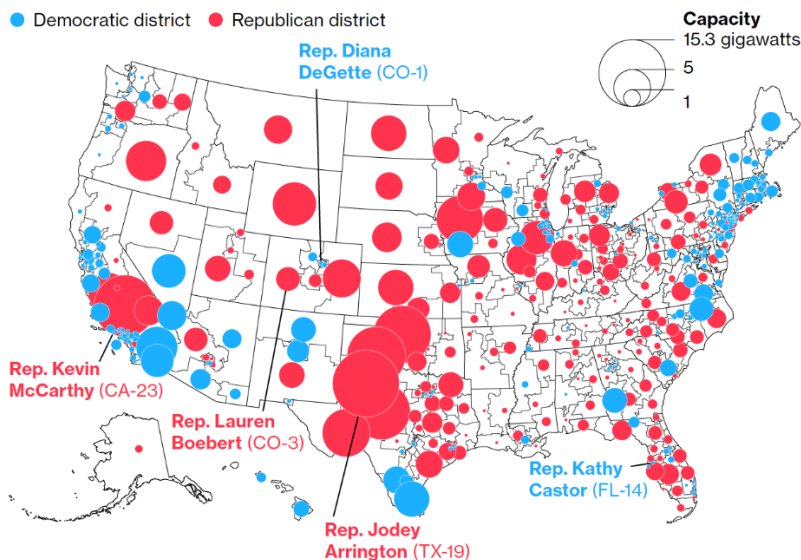 Democratic district
Republican district
Capacity
15.3 gigawatts
5
1
Rep. Diana
DeGette (CO-1)
Rep. Kevin
McCarthy (CA-23)
Rep. Lauren
Boebert (CO-3)
Rep. Jodey
Arrington (TX-19)
Rep. Kathy
Castor (FL-14)